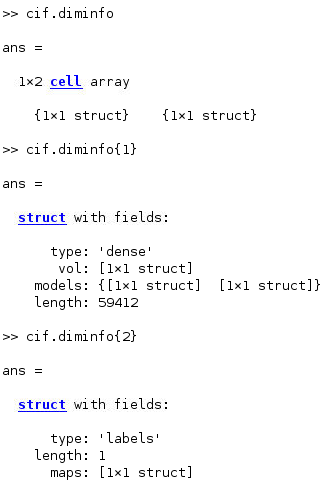 >> cif.diminfo
ans =
1×2 cell array
{1×1 struct} {1×1 struct}
>> cif.diminfo{1}
ans =
struct with fields:
type: 'dense'
vol: [1×1 struct]
models: {[1×1 struct] [1×1 struct]}
length: 59412
>> cif.diminfo{2}
ans =
struct with fields:
type: 'labels'
length: 1
maps: [1×1 struct]